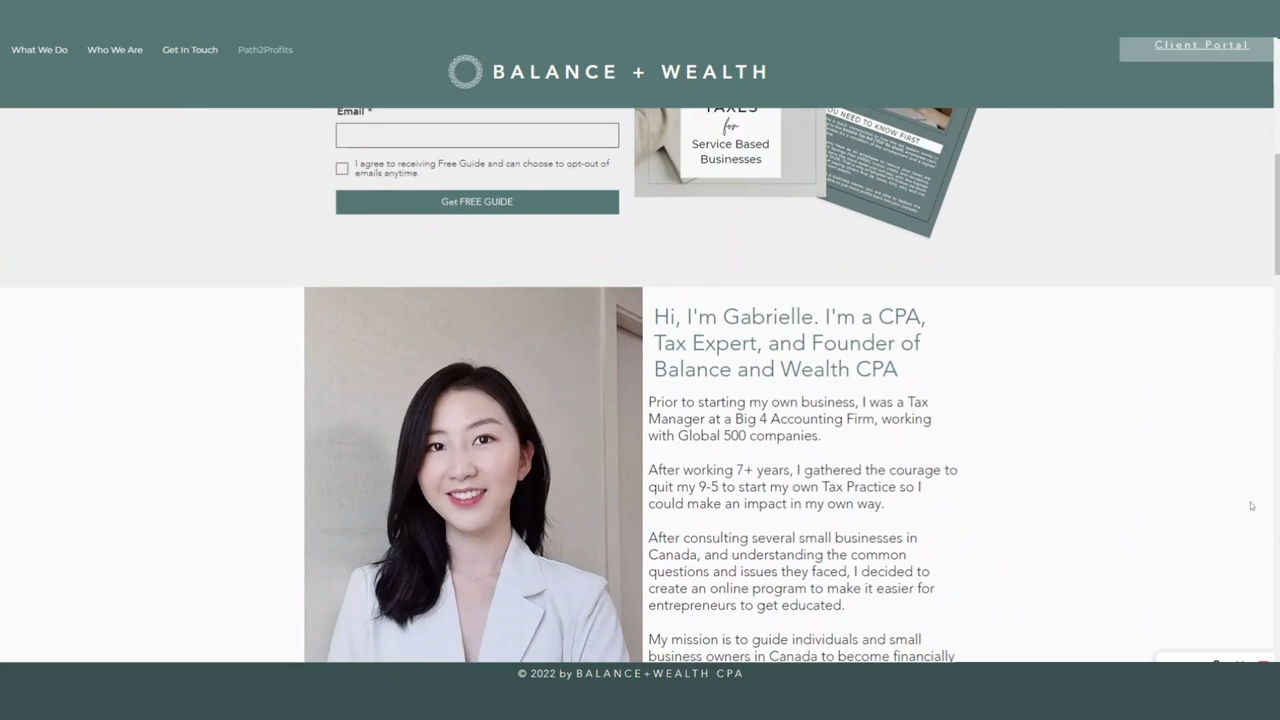 What We Do
Who We Are
Get In Touch
Path2Profits
Client Portal
BALANCE + WEALTH
Email *
I agree to receiving Free Guide and can choose to opt-out of
emails anytime.
Get FREE GUIDE
TAXES
for
Service Based
Businesses
YOU NEED TO KNOW FIRST
Hi, I'm Gabrielle. I'm a CPA,
Tax Expert, and Founder of
Balance and Wealth CPA
Prior to starting my own business, I was a Tax
Manager at a Big 4 Accounting Firm, working
with Global 500 companies.
After working 7+ years, I gathered the courage to
quit my 9-5 to start my own Tax Practice so I
could make an impact in my own way.
After consulting several small businesses in
Canada, and understanding the common
questions and issues they faced, I decided to
create an online program to make it easier for
entrepreneurs to get educated.
My mission is to guide individuals and small
business owners in Canada to become financially
© 2022 by BALANCE+WEALTH CPA